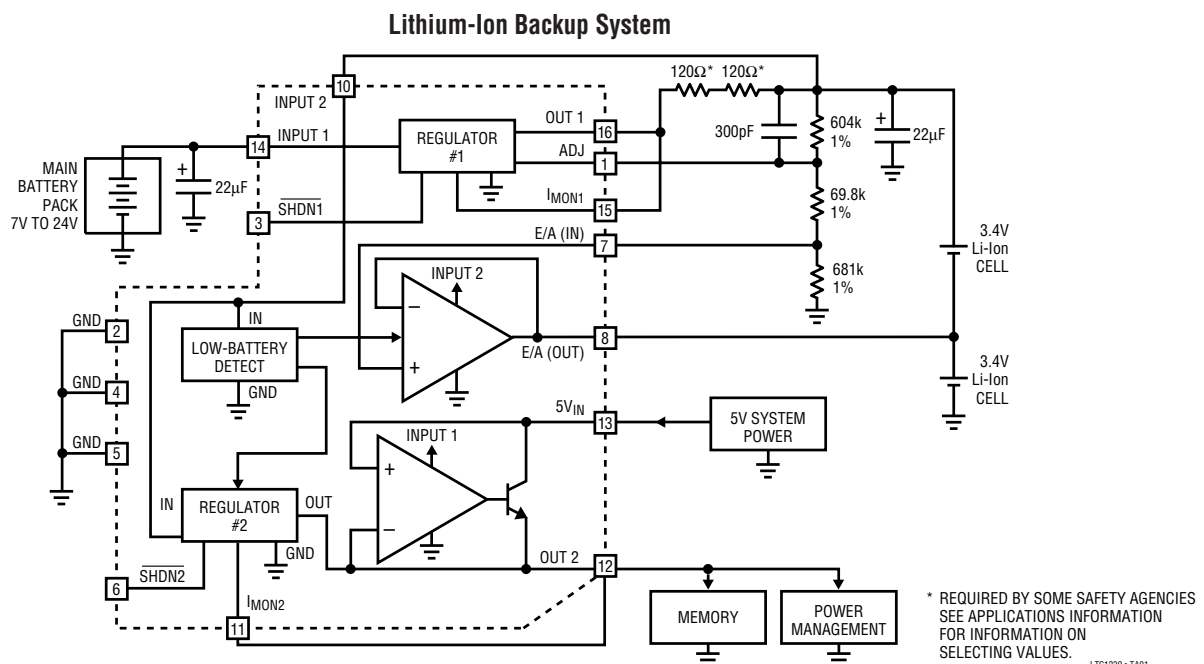 Lithium-Ion Backup System
120Ω* 120Ω*
10
INPUT 2
OUT 1
16
300pF
604k
1%
+
22µF
INPUT 1
14
REGULATOR
#1
ADJ
1
MAIN
BATTERY
PACK
7V TO 24V
+
22µF
SHDN1
3
IMON1
15
69.8k
1%
E/A (IN)
7
3.4V
Li-Ion
CELL
INPUT 2
681k
1%
GND
2
IN
LOW-BATTERY
DETECT
GND
–
+
E/A (OUT)
8
GND
4
3.4V
Li-Ion
CELL
5VIN
13
5V SYSTEM
POWER
GND
5
INPUT 1
+
–
IN
REGULATOR
#2
OUT
GND
OUT 2
12
SHDN2
6
IMON2
11
MEMORY
POWER
MANAGEMENT
* REQUIRED BY SOME SAFETY AGENCIES
SEE APPLICATIONS INFORMATION
FOR INFORMATION ON
SELECTING VALUES.